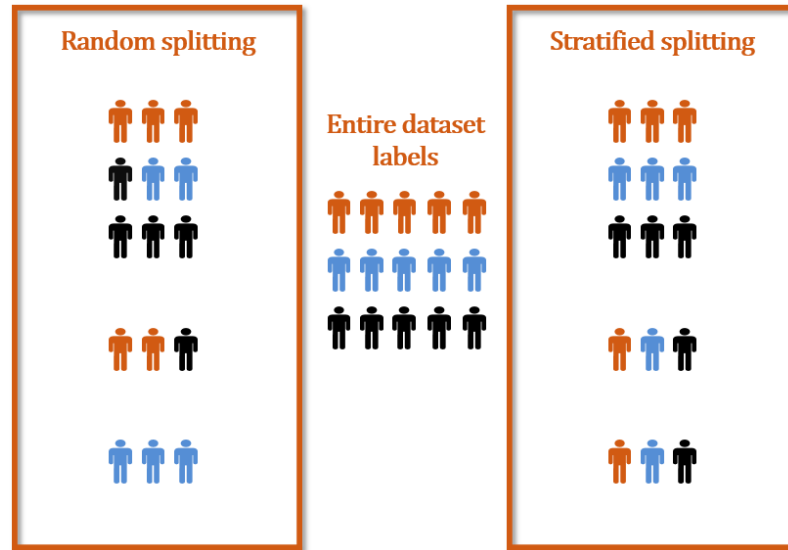 Random splitting
Entire dataset
labels
Stratified splitting